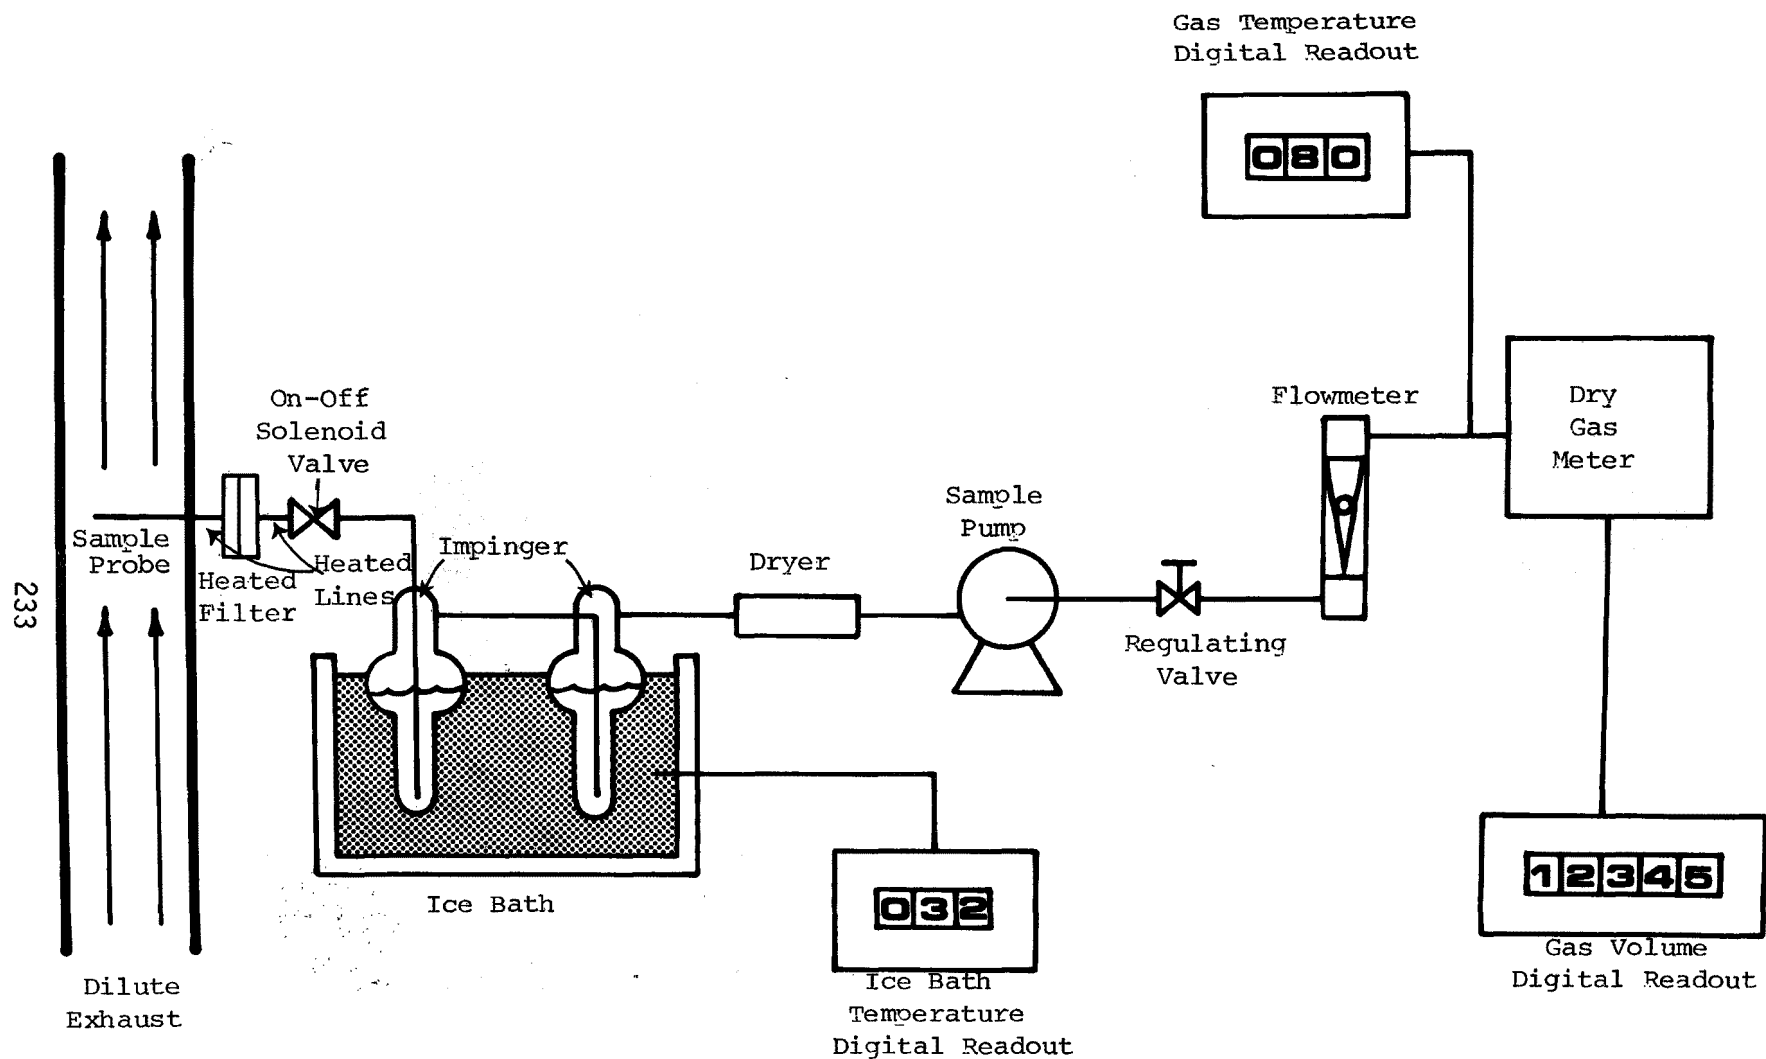 Gas Temperature
Digital Readout
080
On-Off
Solenoid
Valve
Flowmeter
Dry
Gas
Meter
Sample
Pump
Sample
Probe
Heated
Filter
Heated
Lines
Impinger
Dryer
Regulating
Valve
233
Ice Bath
032
12345
Gas Volume
Digital Readout
Dilute
Exhaust
Ice Bath
Temperature
Digital Readout